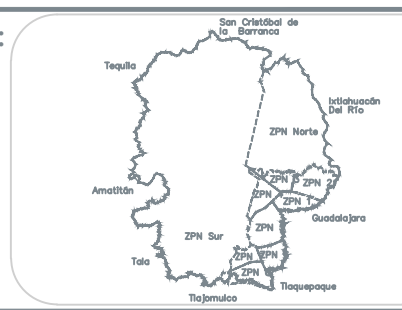 San Cristóbal de
la Barranca
Tequila
Ixtlahuacán
Del Río
ZPN Norte
ZPN 3
ZPN 2
Amatitán
ZPN
ZPN 1
Guadalajara
ZPN
ZPN Sur
ZPN
ZPN
Tala
ZPN
Tlaquepaque
Tlajomulco